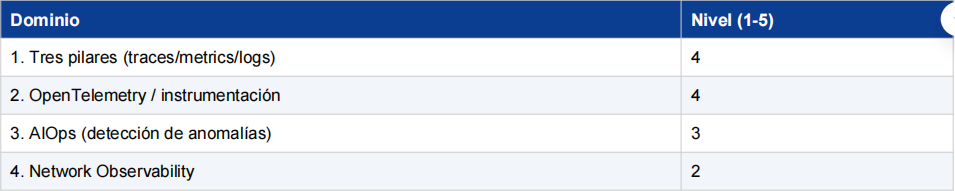 Dominio Nivel (1-5)
1. Tres pilares (traces/metrics/logs) 4
2. OpenTelemetry / instrumentación 4
3. AIOps (detección de anomalías) 3
4. Network Observability 2